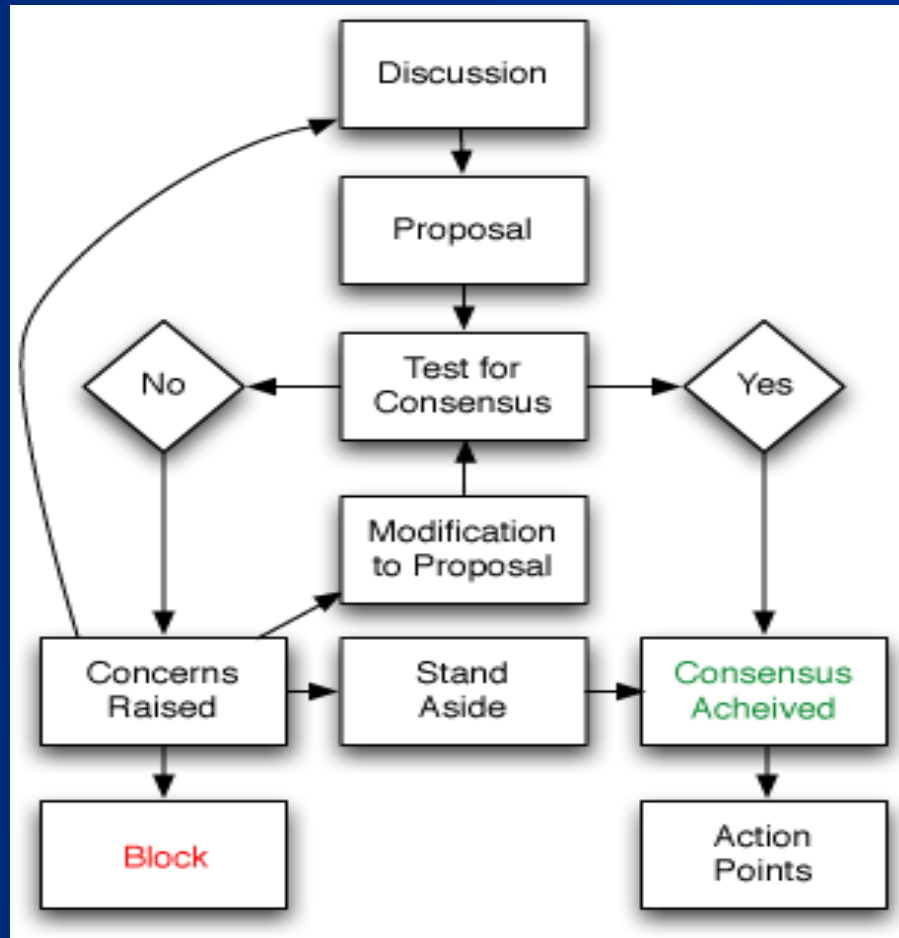 Discussion
Proposal
No
Test for
Consensus
Yes
Modification
to Proposal
Concerns
Raised
Stand
Aside
Consensus
Acheived
Block
Action
Points